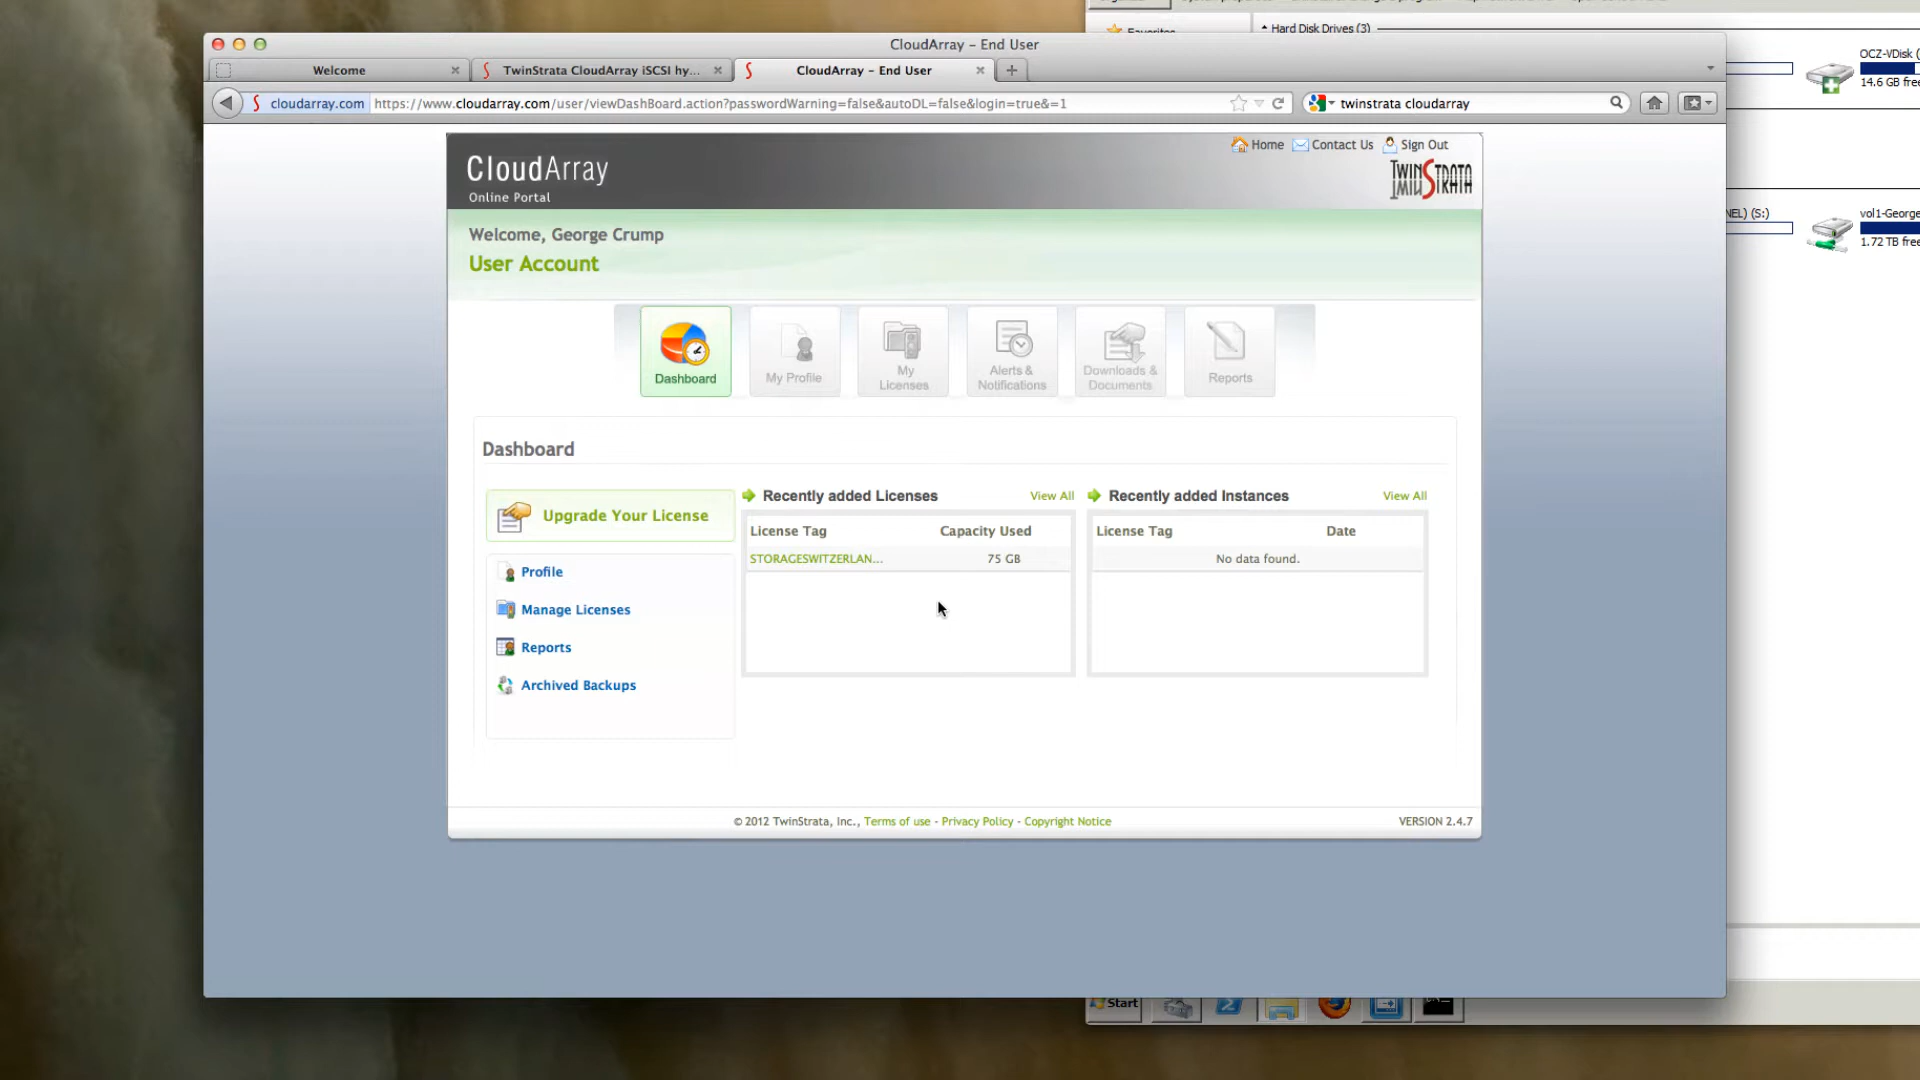 CloudArray – End User
Hard Disk Drives (3)
Welcome
TwinStrata CloudArray iSCSI hy...
CloudArray – End User
OCZ-VDisk (
14.6 GB free
cloudarray.com
https://www.cloudarray.com/user/viewDashBoard.action?passwordWarning=false&autoDL=false&login=true&=1
twinstrata cloudarray
Home
Contact Us
Sign Out
CloudArray
Online Portal
TWINSTRATA
Welcome, George Crump
User Account
NEL) (S:)
vol1-George
1.72 TB free
Dashboard
My Profile
My Licenses
Alerts & Notifications
Downloads & Documents
Reports
Dashboard
Upgrade Your License
Recently added Licenses
View All
Recently added Instances
View All
License Tag
Capacity Used
License Tag
Date
STORAGESWITZERLAN...
75 GB
No data found.
Profile
Manage Licenses
Reports
Archived Backups
© 2012 TwinStrata, Inc., Terms of use - Privacy Policy - Copyright Notice
VERSION 2.4.7
Start